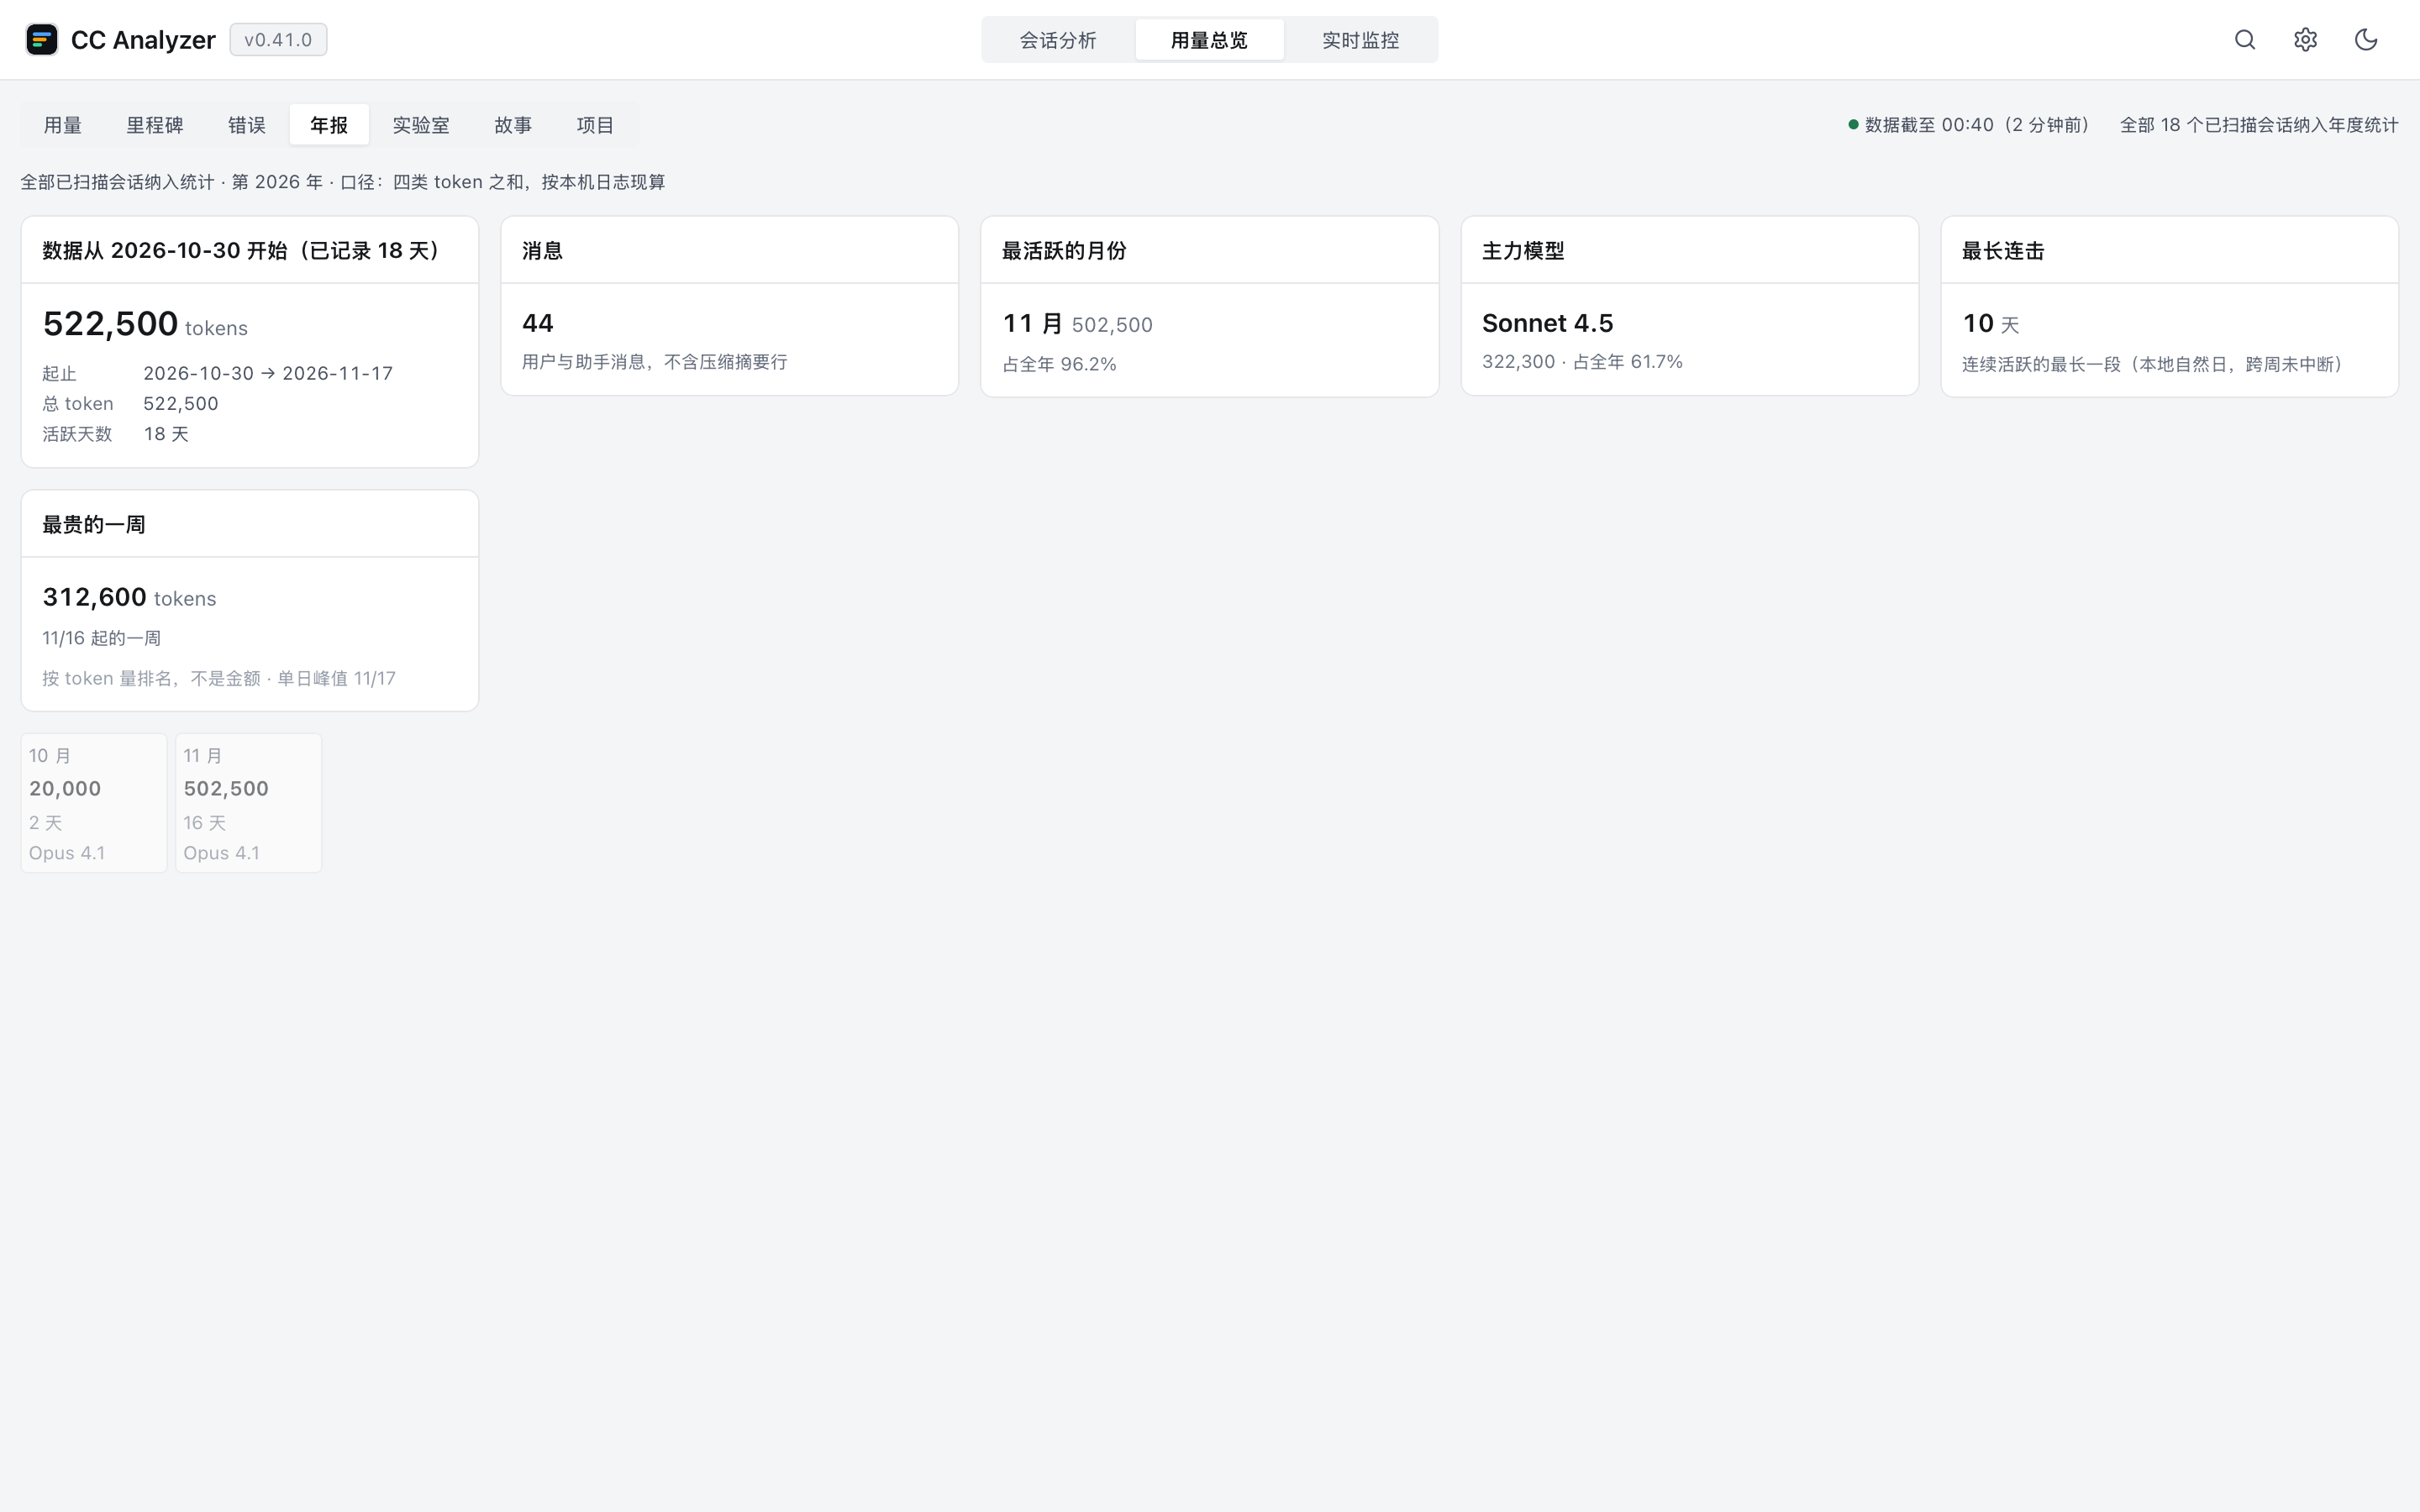 CC Analyzer v0.41.0
会话分析 用量总览 实时监控
用量 里程碑 错误 年报 实验室 故事 项目
数据截至 00:40（2 分钟前） 全部 18 个已扫描会话纳入年度统计
全部已扫描会话纳入统计 · 第 2026 年 · 口径：四类 token 之和，按本机日志现算
数据从 2026-10-30 开始（已记录 18 天）
522,500 tokens
起止 2026-10-30 → 2026-11-17
总 token 522,500
活跃天数 18 天
消息
44
用户与助手消息，不含压缩摘要行
最活跃的月份
11 月 502,500
占全年 96.2%
主力模型
Sonnet 4.5
322,300 · 占全年 61.7%
最长连击
10 天
连续活跃的最长一段（本地自然日，跨周未中断）
最贵的一周
312,600 tokens
11/16 起的一周
按 token 量排名，不是金额 · 单日峰值 11/17
10 月
20,000
2 天
Opus 4.1
11 月
502,500
16 天
Opus 4.1